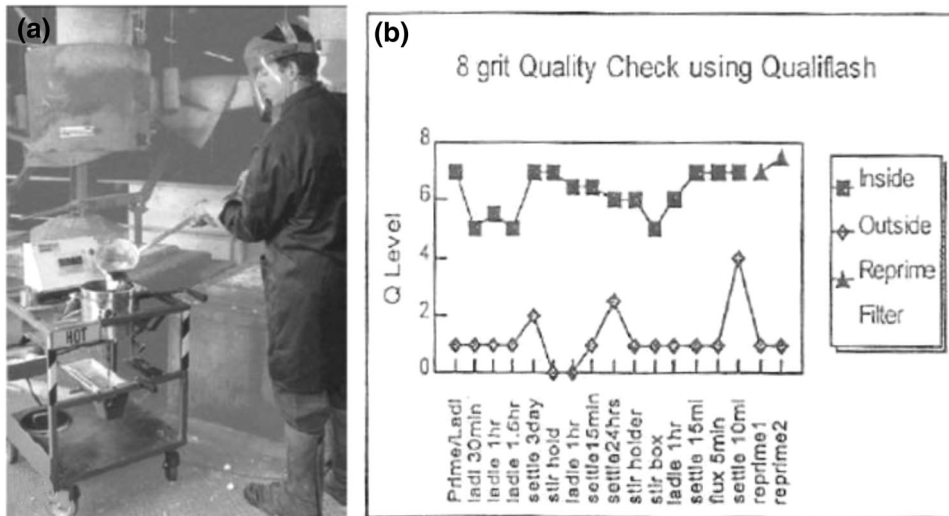 (a)
HOT
(b)
8 grit Quality Check using Qualiflash
8
6
4
2
0
Q Level
Prime/Ladl
ladl 30min
ladle 1hr
ladle 1.5hr
settle 3day
stir hold
ladle 1hr
settle15min
settle24hrs
stir holder
stir box
ladle 1hr
settle 15mi
flux 5min
settle 10mi
reprime1
reprime2
Inside
Outside
Reprime
Filter